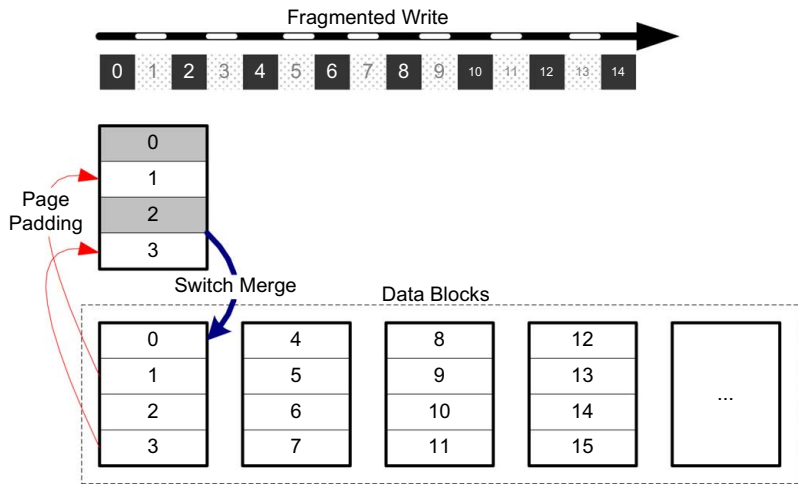 Fragmented Write
0 1 2 3 4 5 6 7 8 9 10 11 12 13 14
0
1
2
3
Page
Padding
Switch Merge
Data Blocks
0 4 8 12
1 5 9 13
2 6 10 14
3 7 11 15
...